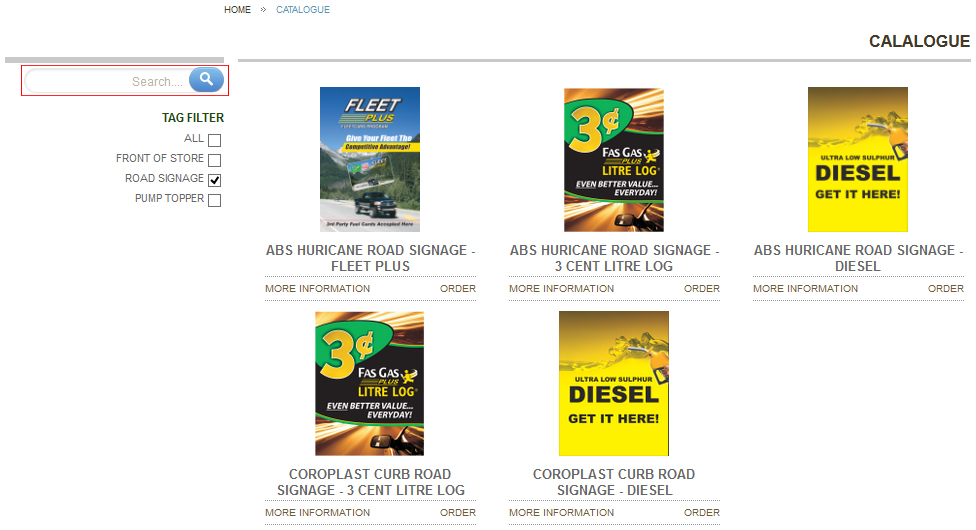 HOME » CATALOGUE
CALALOGUE
Search....
TAG FILTER
ALL
FRONT OF STORE
ROAD SIGNAGE
PUMP TOPPER
FLEET
PLUS
Give Your Fleet The
Competitive Advantage!
3rd Party Fuel Cards Accepted Here
ABS HURICANE ROAD SIGNAGE -
FLEET PLUS
MORE INFORMATION ORDER
3¢
FAS GAS
PLUS
LITRE LOG
EVEN BETTER VALUE...
EVERYDAY!
ABS HURICANE ROAD SIGNAGE -
3 CENT LITRE LOG
MORE INFORMATION ORDER
ULTRA LOW SULPHUR
DIESEL
GET IT HERE!
ABS HURICANE ROAD SIGNAGE -
DIESEL
MORE INFORMATION ORDER
3¢
FAS GAS
PLUS
LITRE LOG
EVEN BETTER VALUE...
EVERYDAY!
COROPLAST CURB ROAD
SIGNAGE - 3 CENT LITRE LOG
MORE INFORMATION ORDER
ULTRA LOW SULPHUR
DIESEL
GET IT HERE!
COROPLAST CURB ROAD
SIGNAGE - DIESEL
MORE INFORMATION ORDER